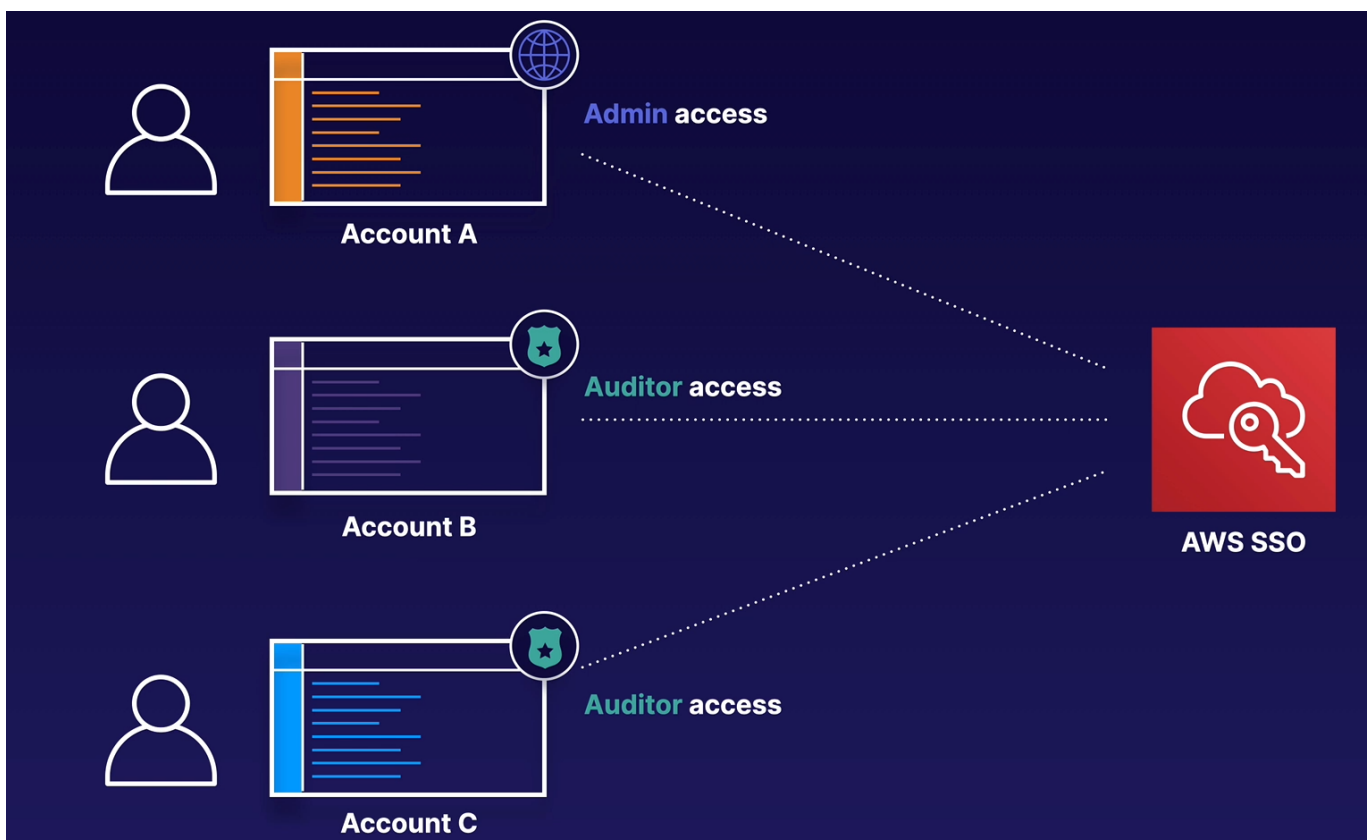 Admin access
Account A
Auditor access
Account B
AWS SSO
Auditor access
Account C